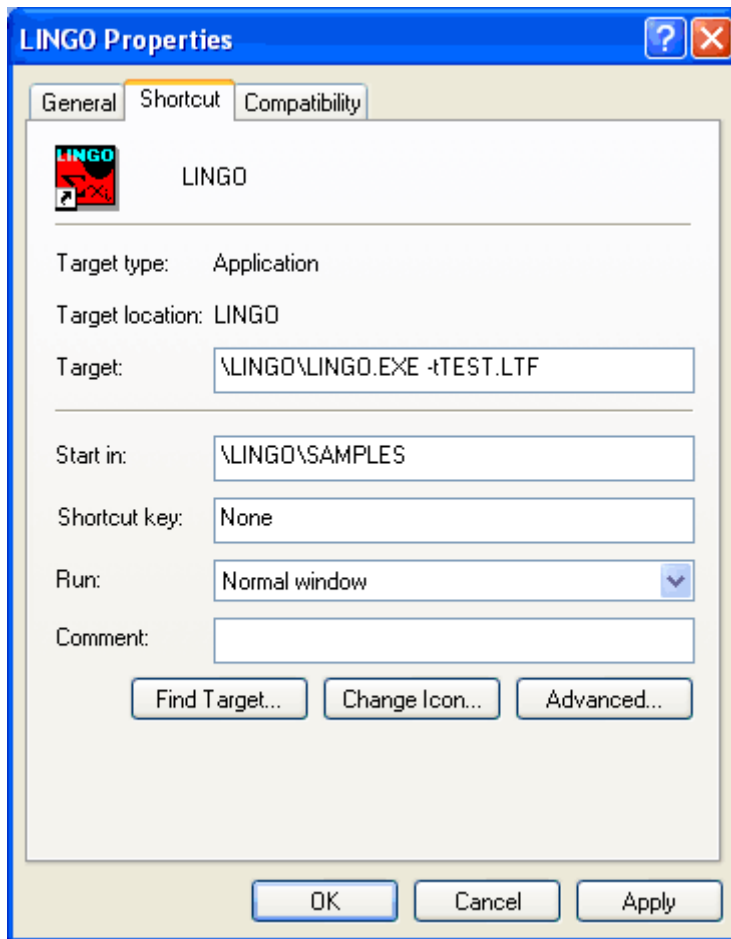 LINGO Properties
General Shortcut Compatibility
LINGO
LINGO
Target type: Application
Target location: LINGO
Target: \LINGO\LINGO.EXE -tTEST.LTF
Start in: \LINGO\SAMPLES
Shortcut key: None
Run: Normal window
Comment:
Find Target... Change Icon... Advanced...
OK Cancel Apply